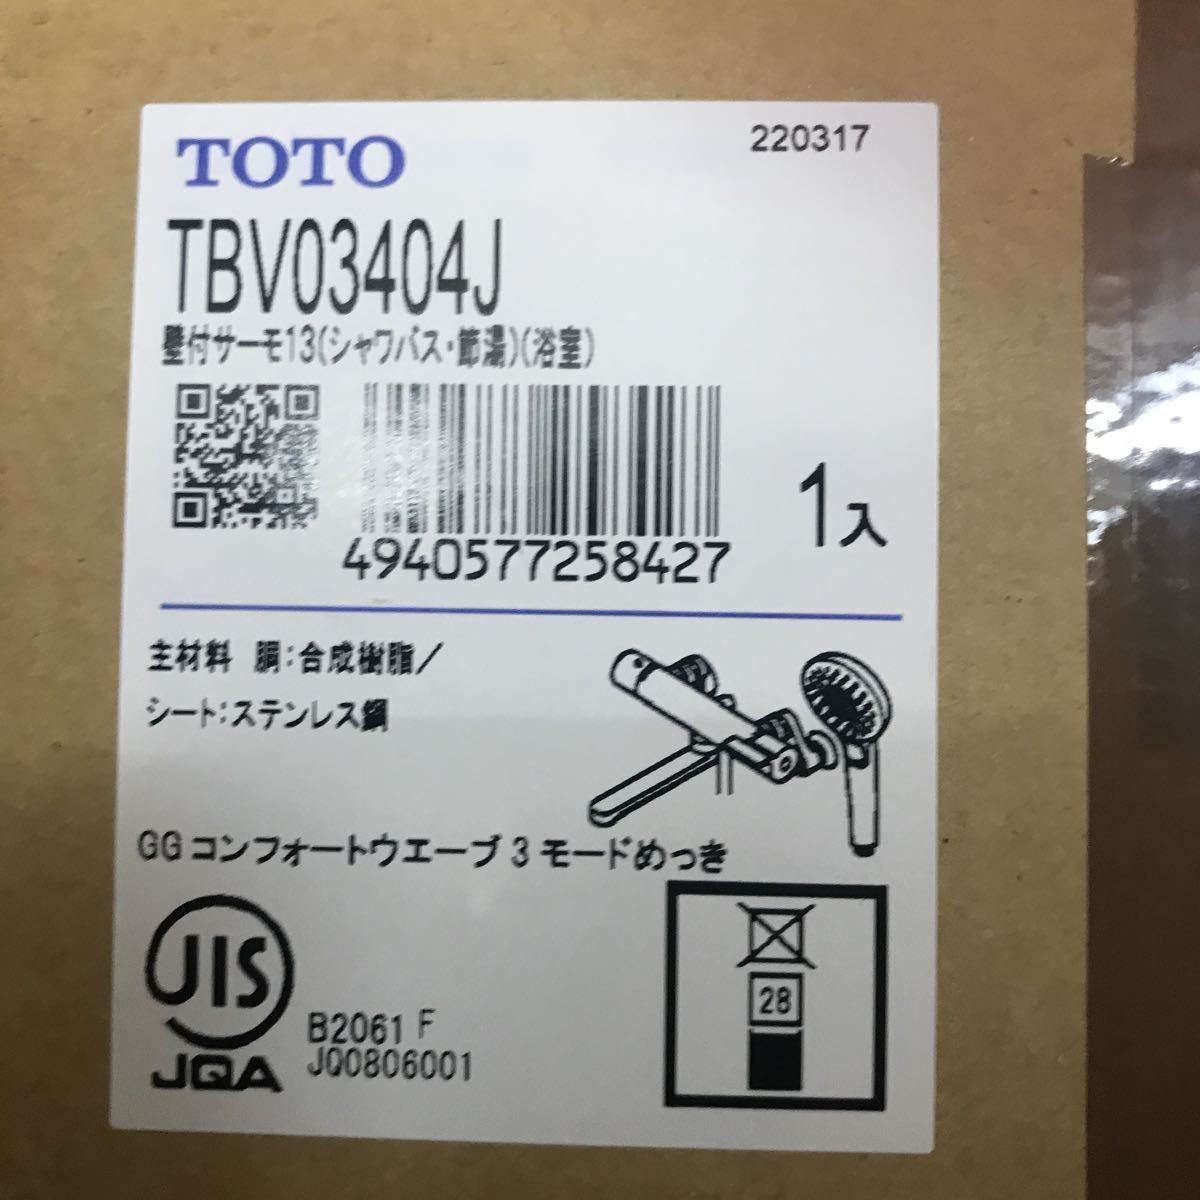 TOTO
220317
TBV03404J
壁付サーモ13(シャワバス・節湯)(浴室)
4940577258427
1入
主材料 胴:合成樹脂/
シート:ステンレス鋼
GGコンフォートウエーブ3モードめっき
JIS
B2061 F
JQA
JQ0806001
28